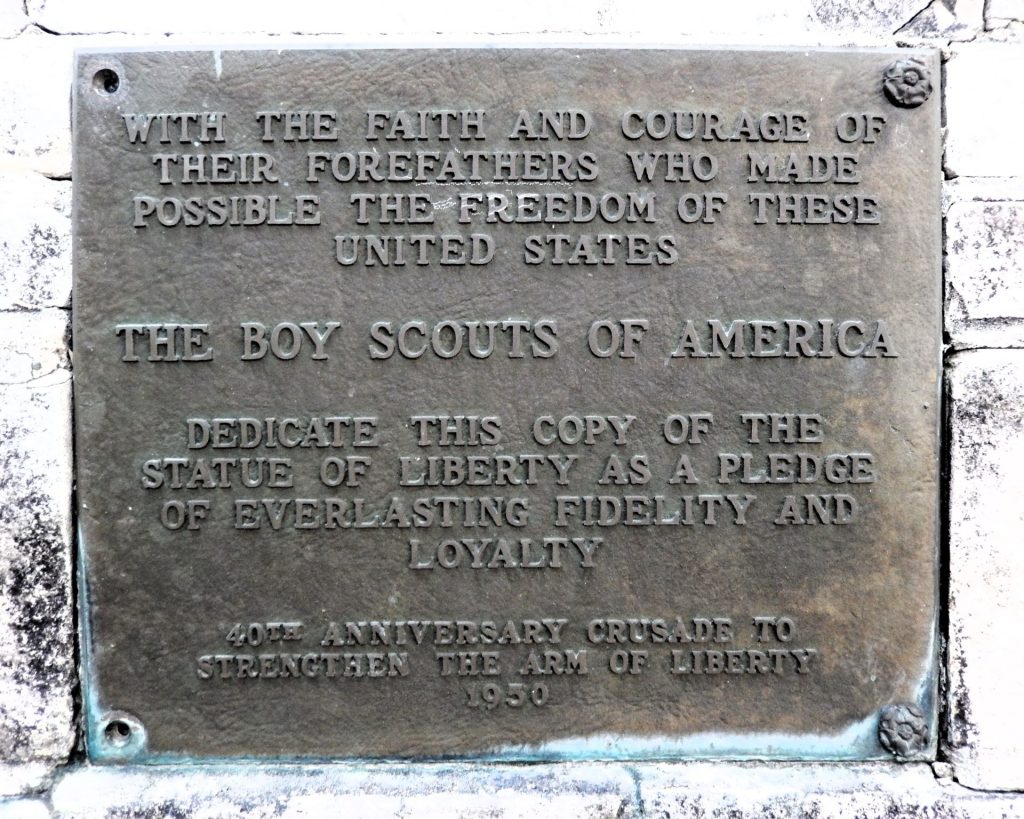 WITH THE FAITH AND COURAGE OF
THEIR FOREFATHERS WHO MADE
POSSIBLE THE FREEDOM OF THESE
UNITED STATES
THE BOY SCOUTS OF AMERICA
DEDICATE THIS COPY OF THE
STATUE OF LIBERTY AS A PLEDGE
OF EVERLASTING FIDELITY AND
LOYALTY
40TH ANNIVERSARY CRUSADE TO
STRENGTHEN THE ARM OF LIBERTY
1950